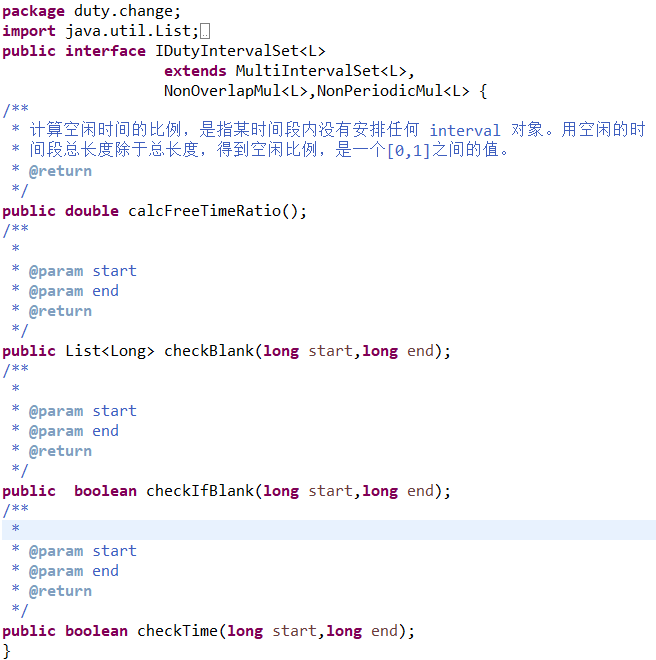 package duty.change;
import java.util.List;
public interface IDutyIntervalSet<L>
                  extends MultiIntervalSet<L>,
                  NonOverlapMul<L>,NonPeriodicMul<L> {
/**
 * 计算空闲时间的比例，是指某时间段内没有安排任何 interval 对象。用空闲的时
 * 间段总长度除于总长度，得到空闲比例，是一个[0,1]之间的值。
 * @return
 */
public double calcFreeTimeRatio();
/**
 *
 * @param start
 * @param end
 * @return
 */
public List<Long> checkBlank(long start,long end);
/**
 *
 * @param start
 * @param end
 * @return
 */
public  boolean checkIfBlank(long start,long end);
/**
 *
 * @param start
 * @param end
 * @return
 */
public boolean checkTime(long start,long end);
}